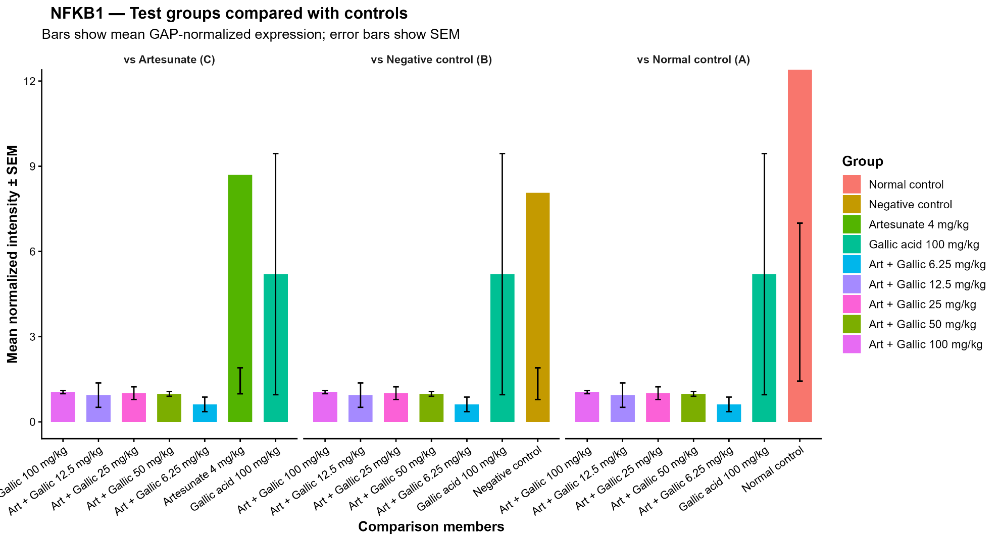 NFKB1 — Test groups compared with controls
Bars show mean GAP-normalized expression; error bars show SEM
vs Artesunate (C)
vs Negative control (B)
vs Normal control (A)
Mean normalized intensity ± SEM
12
9
6
3
0
Gallic 100 mg/kg
Art + Gallic 12.5 mg/kg
Art + Gallic 25 mg/kg
Art + Gallic 50 mg/kg
Art + Gallic 6.25 mg/kg
Artesunate 4 mg/kg
Gallic acid 100 mg/kg
Art + Gallic 100 mg/kg
Art + Gallic 12.5 mg/kg
Art + Gallic 25 mg/kg
Art + Gallic 50 mg/kg
Art + Gallic 6.25 mg/kg
Gallic acid 100 mg/kg
Negative control
Art + Gallic 100 mg/kg
Art + Gallic 12.5 mg/kg
Art + Gallic 25 mg/kg
Art + Gallic 50 mg/kg
Art + Gallic 6.25 mg/kg
Gallic acid 100 mg/kg
Normal control
Comparison members
Group
Normal control
Negative control
Artesunate 4 mg/kg
Gallic acid 100 mg/kg
Art + Gallic 6.25 mg/kg
Art + Gallic 12.5 mg/kg
Art + Gallic 25 mg/kg
Art + Gallic 50 mg/kg
Art + Gallic 100 mg/kg